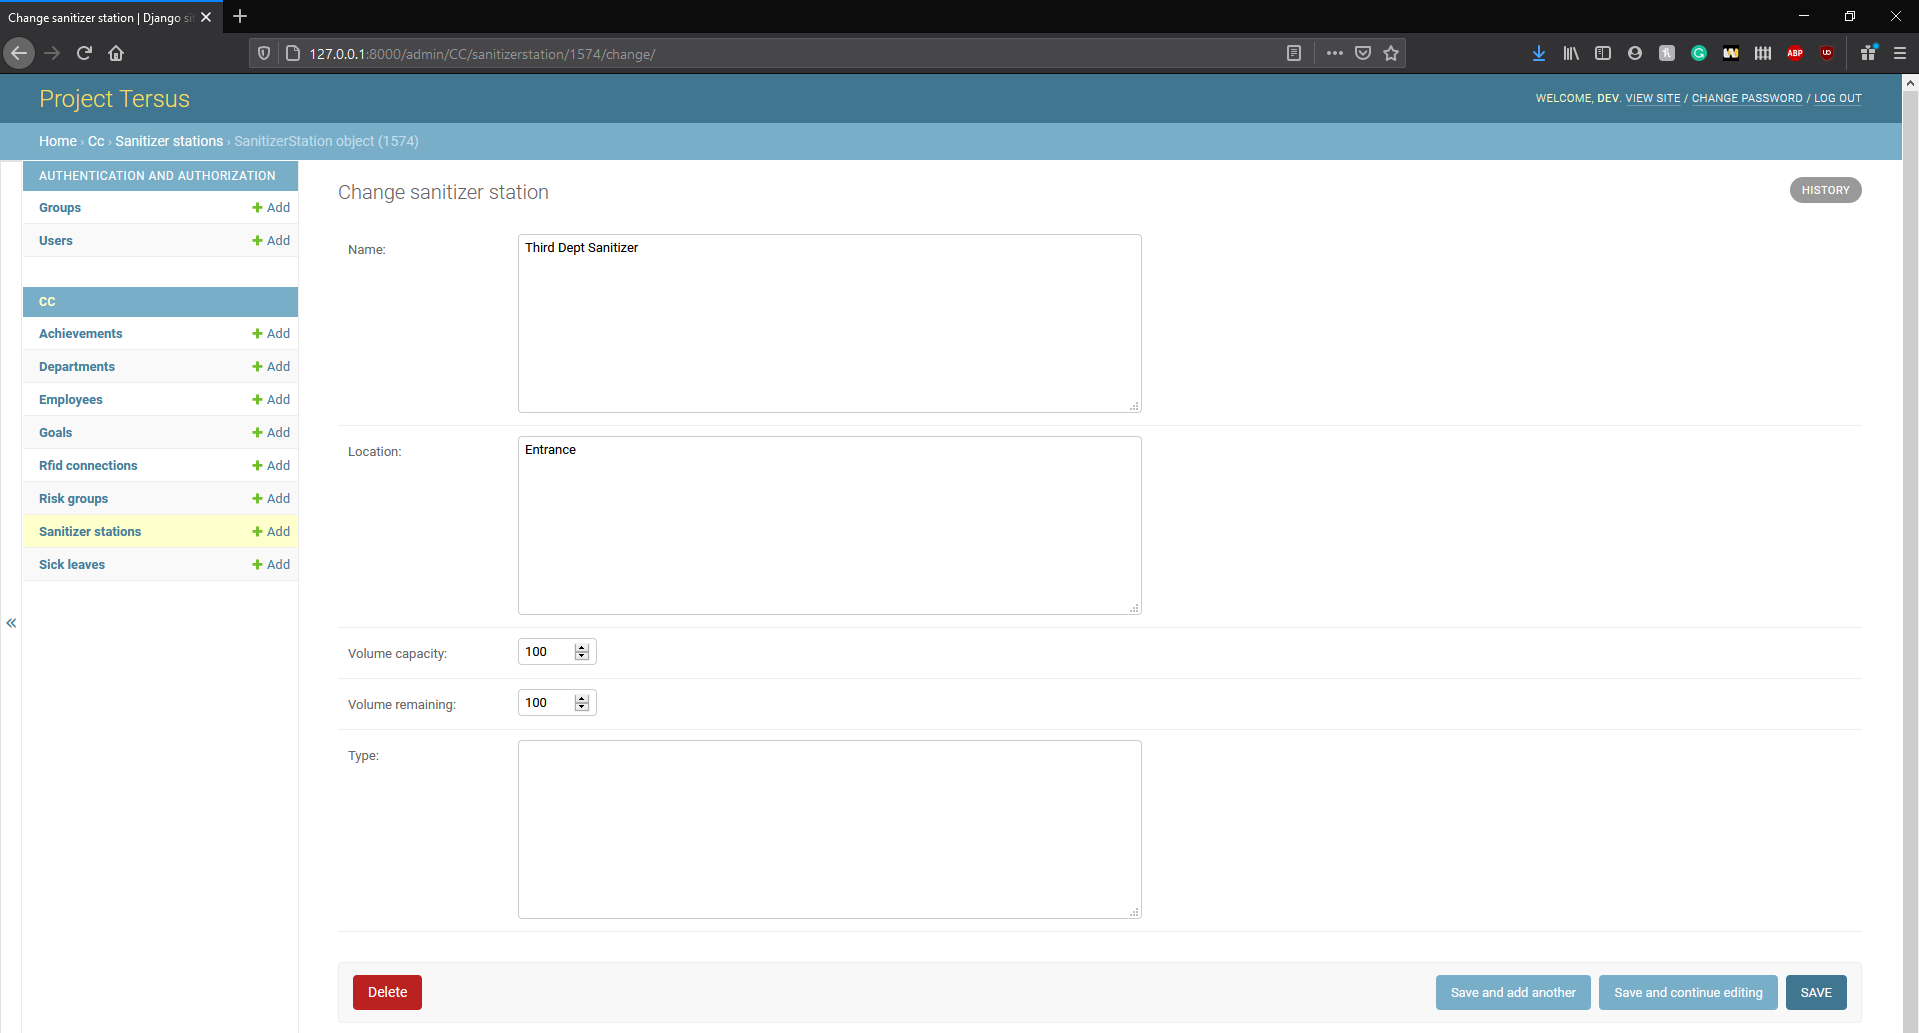 Change sanitizer station | Django si
127.0.0.1:8000/admin/CC/sanitizerstation/1574/change/
ABP
Project Tersus
WELCOME, DEV. VIEW SITE / CHANGE PASSWORD / LOG OUT
Home › Cc › Sanitizer stations › SanitizerStation object (1574)
AUTHENTICATION AND AUTHORIZATION
Groups + Add
Users + Add
CC
Achievements + Add
Departments + Add
Employees + Add
Goals + Add
Rfid connections + Add
Risk groups + Add
Sanitizer stations + Add
Sick leaves + Add
«
Change sanitizer station
HISTORY
Name: Third Dept Sanitizer
Location: Entrance
Volume capacity: 100
Volume remaining: 100
Type:
Delete
Save and add another
Save and continue editing
SAVE